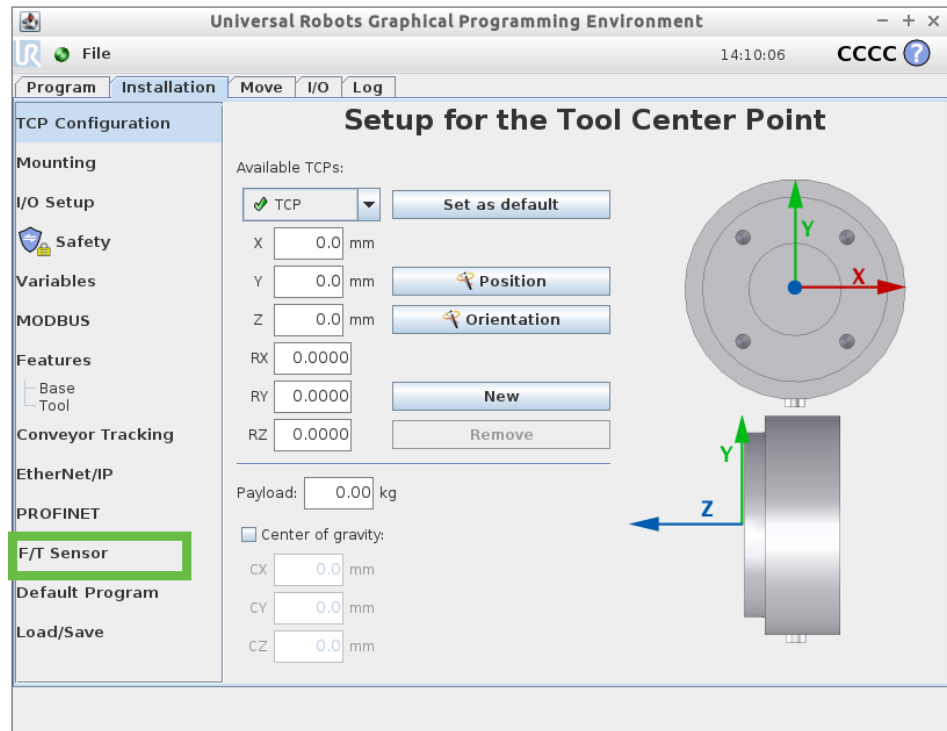 Universal Robots Graphical Programming Environment
UR File 14:10:06 CCCC ?
Program Installation Move I/O Log
TCP Configuration
Mounting
I/O Setup
Safety
Variables
MODBUS
Features
Base
Tool
Conveyor Tracking
EtherNet/IP
PROFINET
F/T Sensor
Default Program
Load/Save
Setup for the Tool Center Point
Available TCPs:
TCP Set as default
X 0.0 mm
Y 0.0 mm Position
Z 0.0 mm Orientation
RX 0.0000
RY 0.0000 New
RZ 0.0000 Remove
Payload: 0.00 kg
Center of gravity:
CX 0.0 mm
CY 0.0 mm
CZ 0.0 mm
Y
X
Y
Z